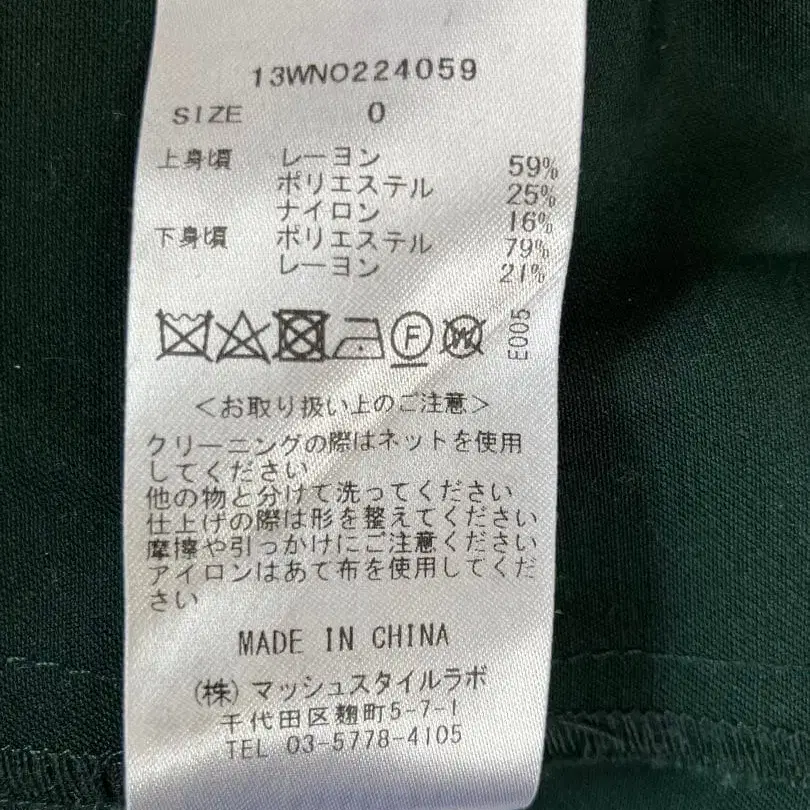 13WNO224059
SIZE 0
上身頃 レーヨン 59%
ポリエステル 25%
ナイロン 16%
下身頃 ポリエステル 79%
レーヨン 21%
F W E005
<お取り扱い上のご注意>
クリーニングの際はネットを使用
してください
他の物と分けて洗ってください
仕上げの際は形を整えてください
摩擦や引っかけにご注意ください
アイロンはあて布を使用してくだ
さい
MADE IN CHINA
(株)マッシュスタイルラボ
千代田区麹町5-7-1
TEL 03-5778-4105